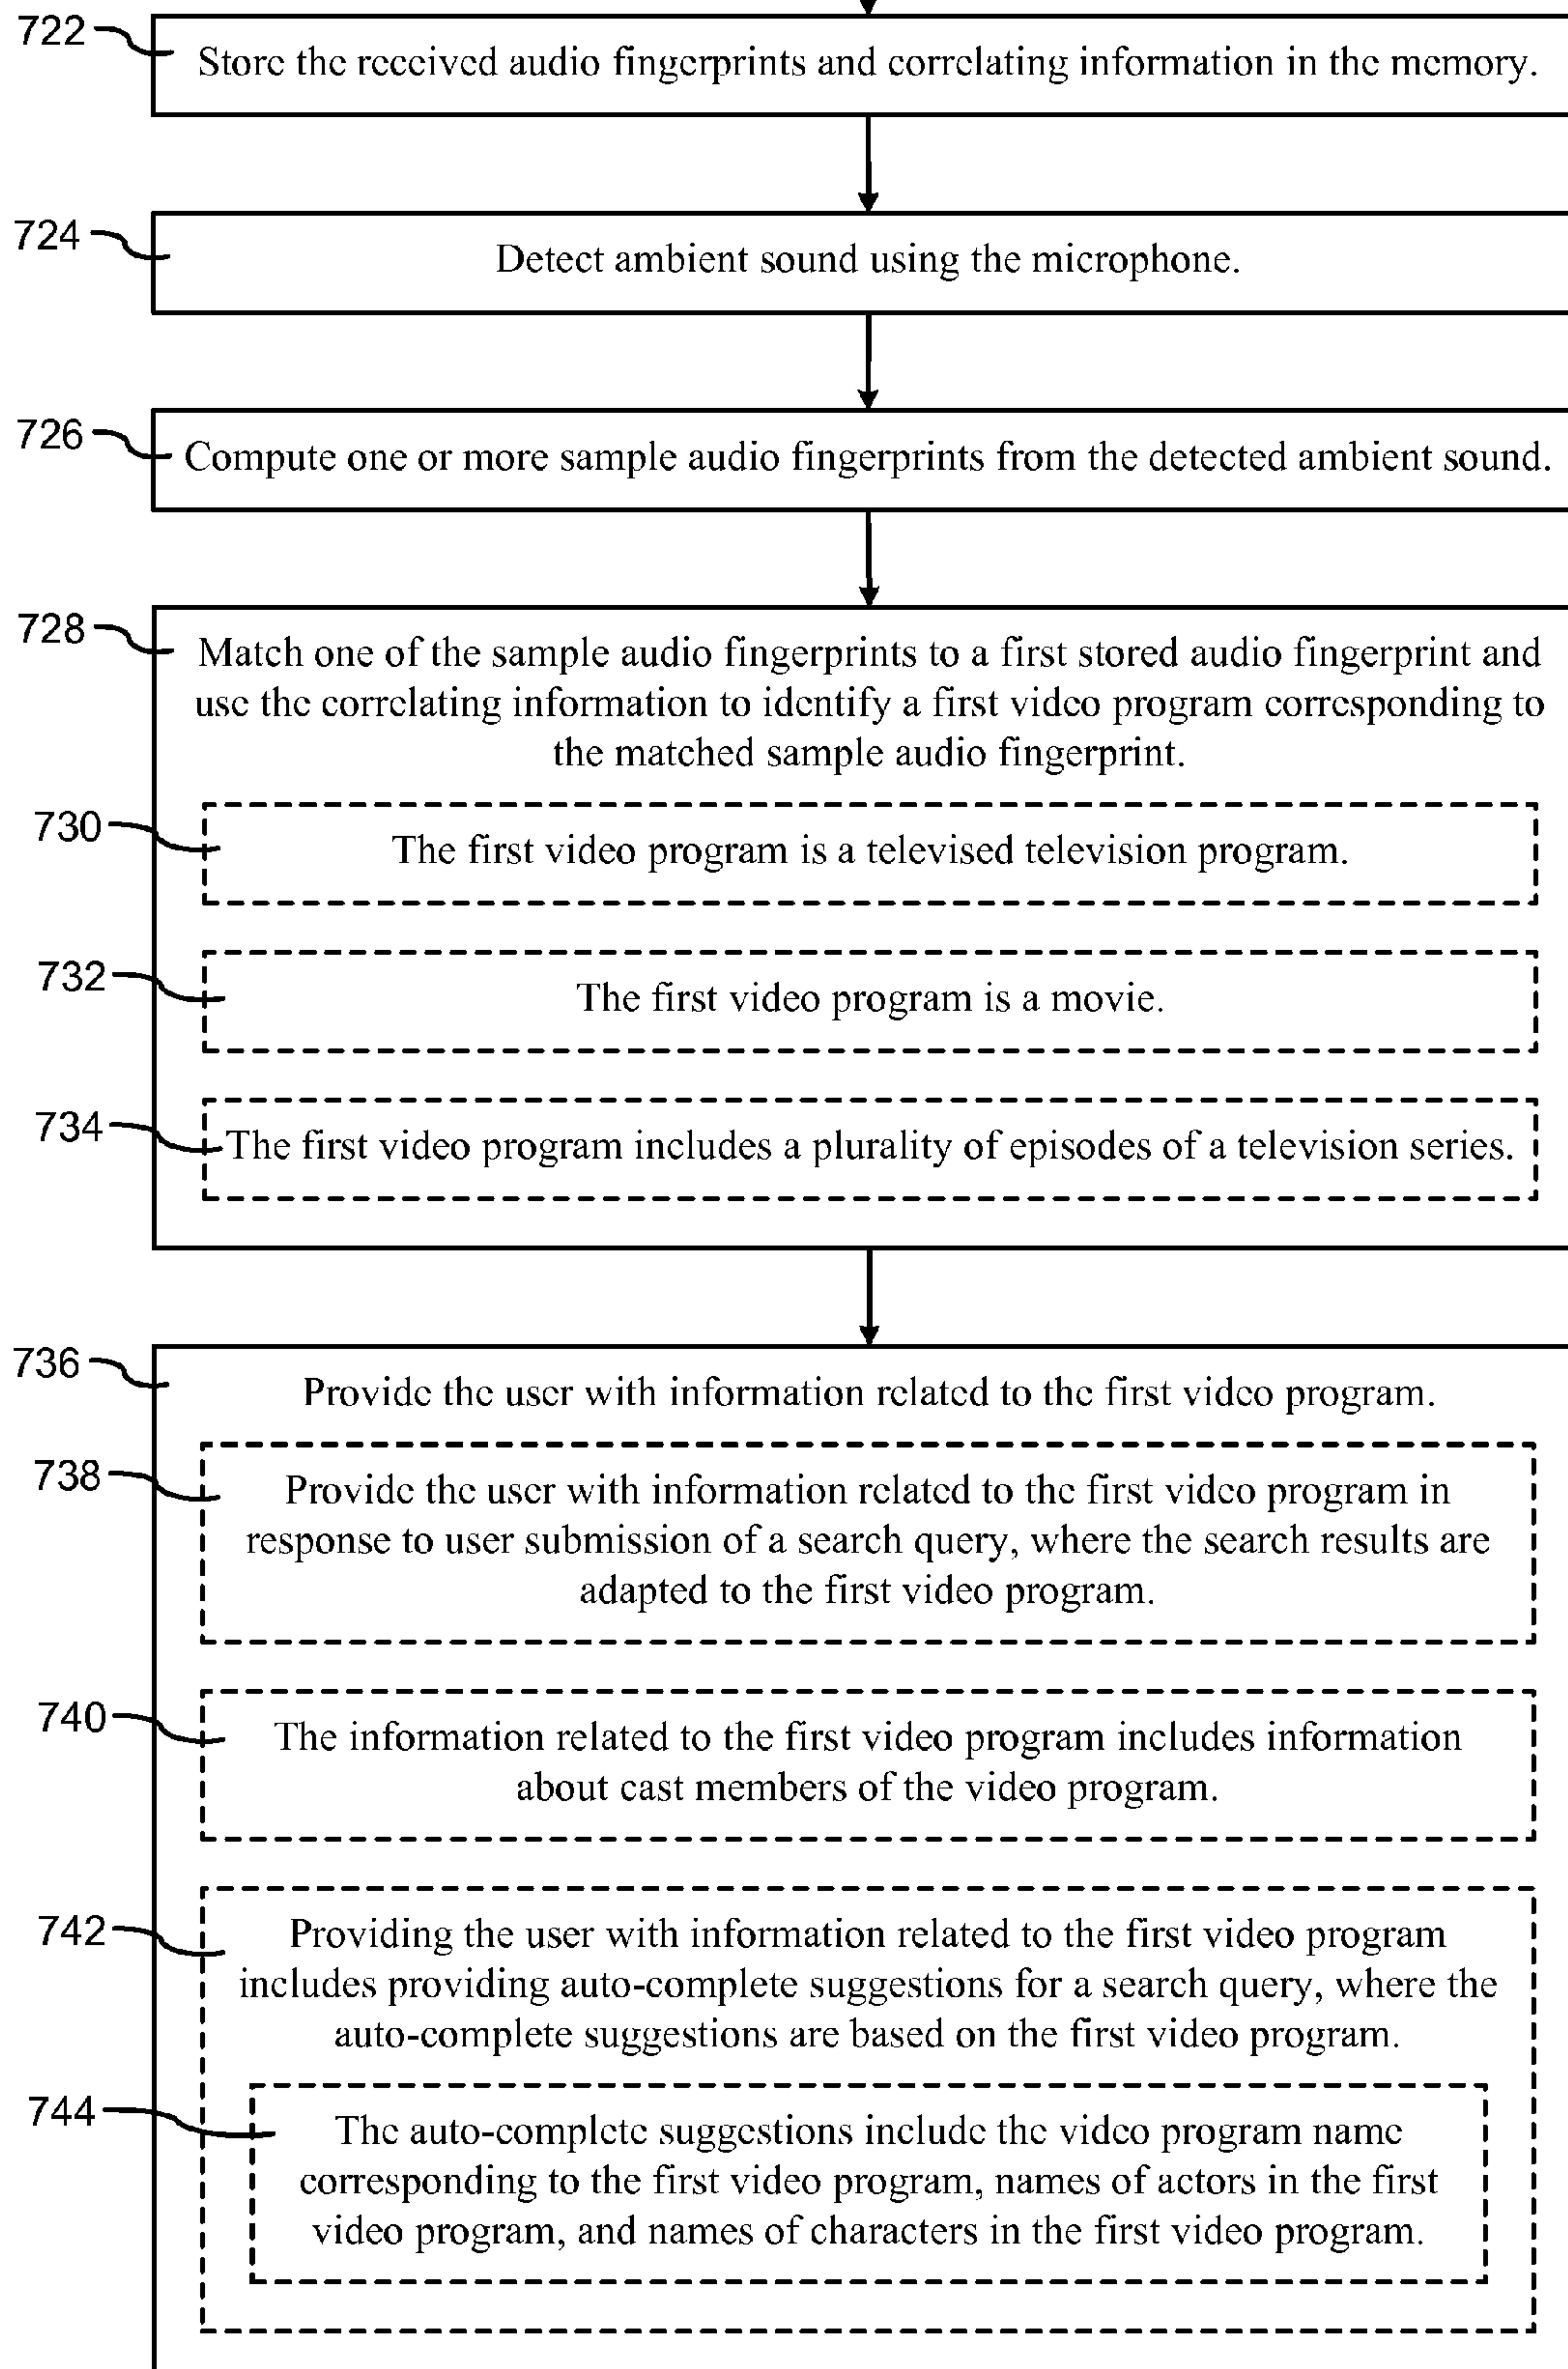 722
Store the received audio fingerprints and correlating information in the memory.
724
Detect ambient sound using the microphone.
726
Compute one or more sample audio fingerprints from the detected ambient sound.
728
Match one of the sample audio fingerprints to a first stored audio fingerprint and
use the correlating information to identify a first video program corresponding to
the matched sample audio fingerprint.
730
The first video program is a televised television program.
732
The first video program is a movie.
734
The first video program includes a plurality of episodes of a television series.
736
Provide the user with information related to the first video program.
738
Provide the user with information related to the first video program in
response to user submission of a search query, where the search results are
adapted to the first video program.
740
The information related to the first video program includes information
about cast members of the video program.
742
Providing the user with information related to the first video program
includes providing auto-complete suggestions for a search query, where the
auto-complete suggestions are based on the first video program.
744
The auto-complete suggestions include the video program name
corresponding to the first video program, names of actors in the first
video program, and names of characters in the first video program.